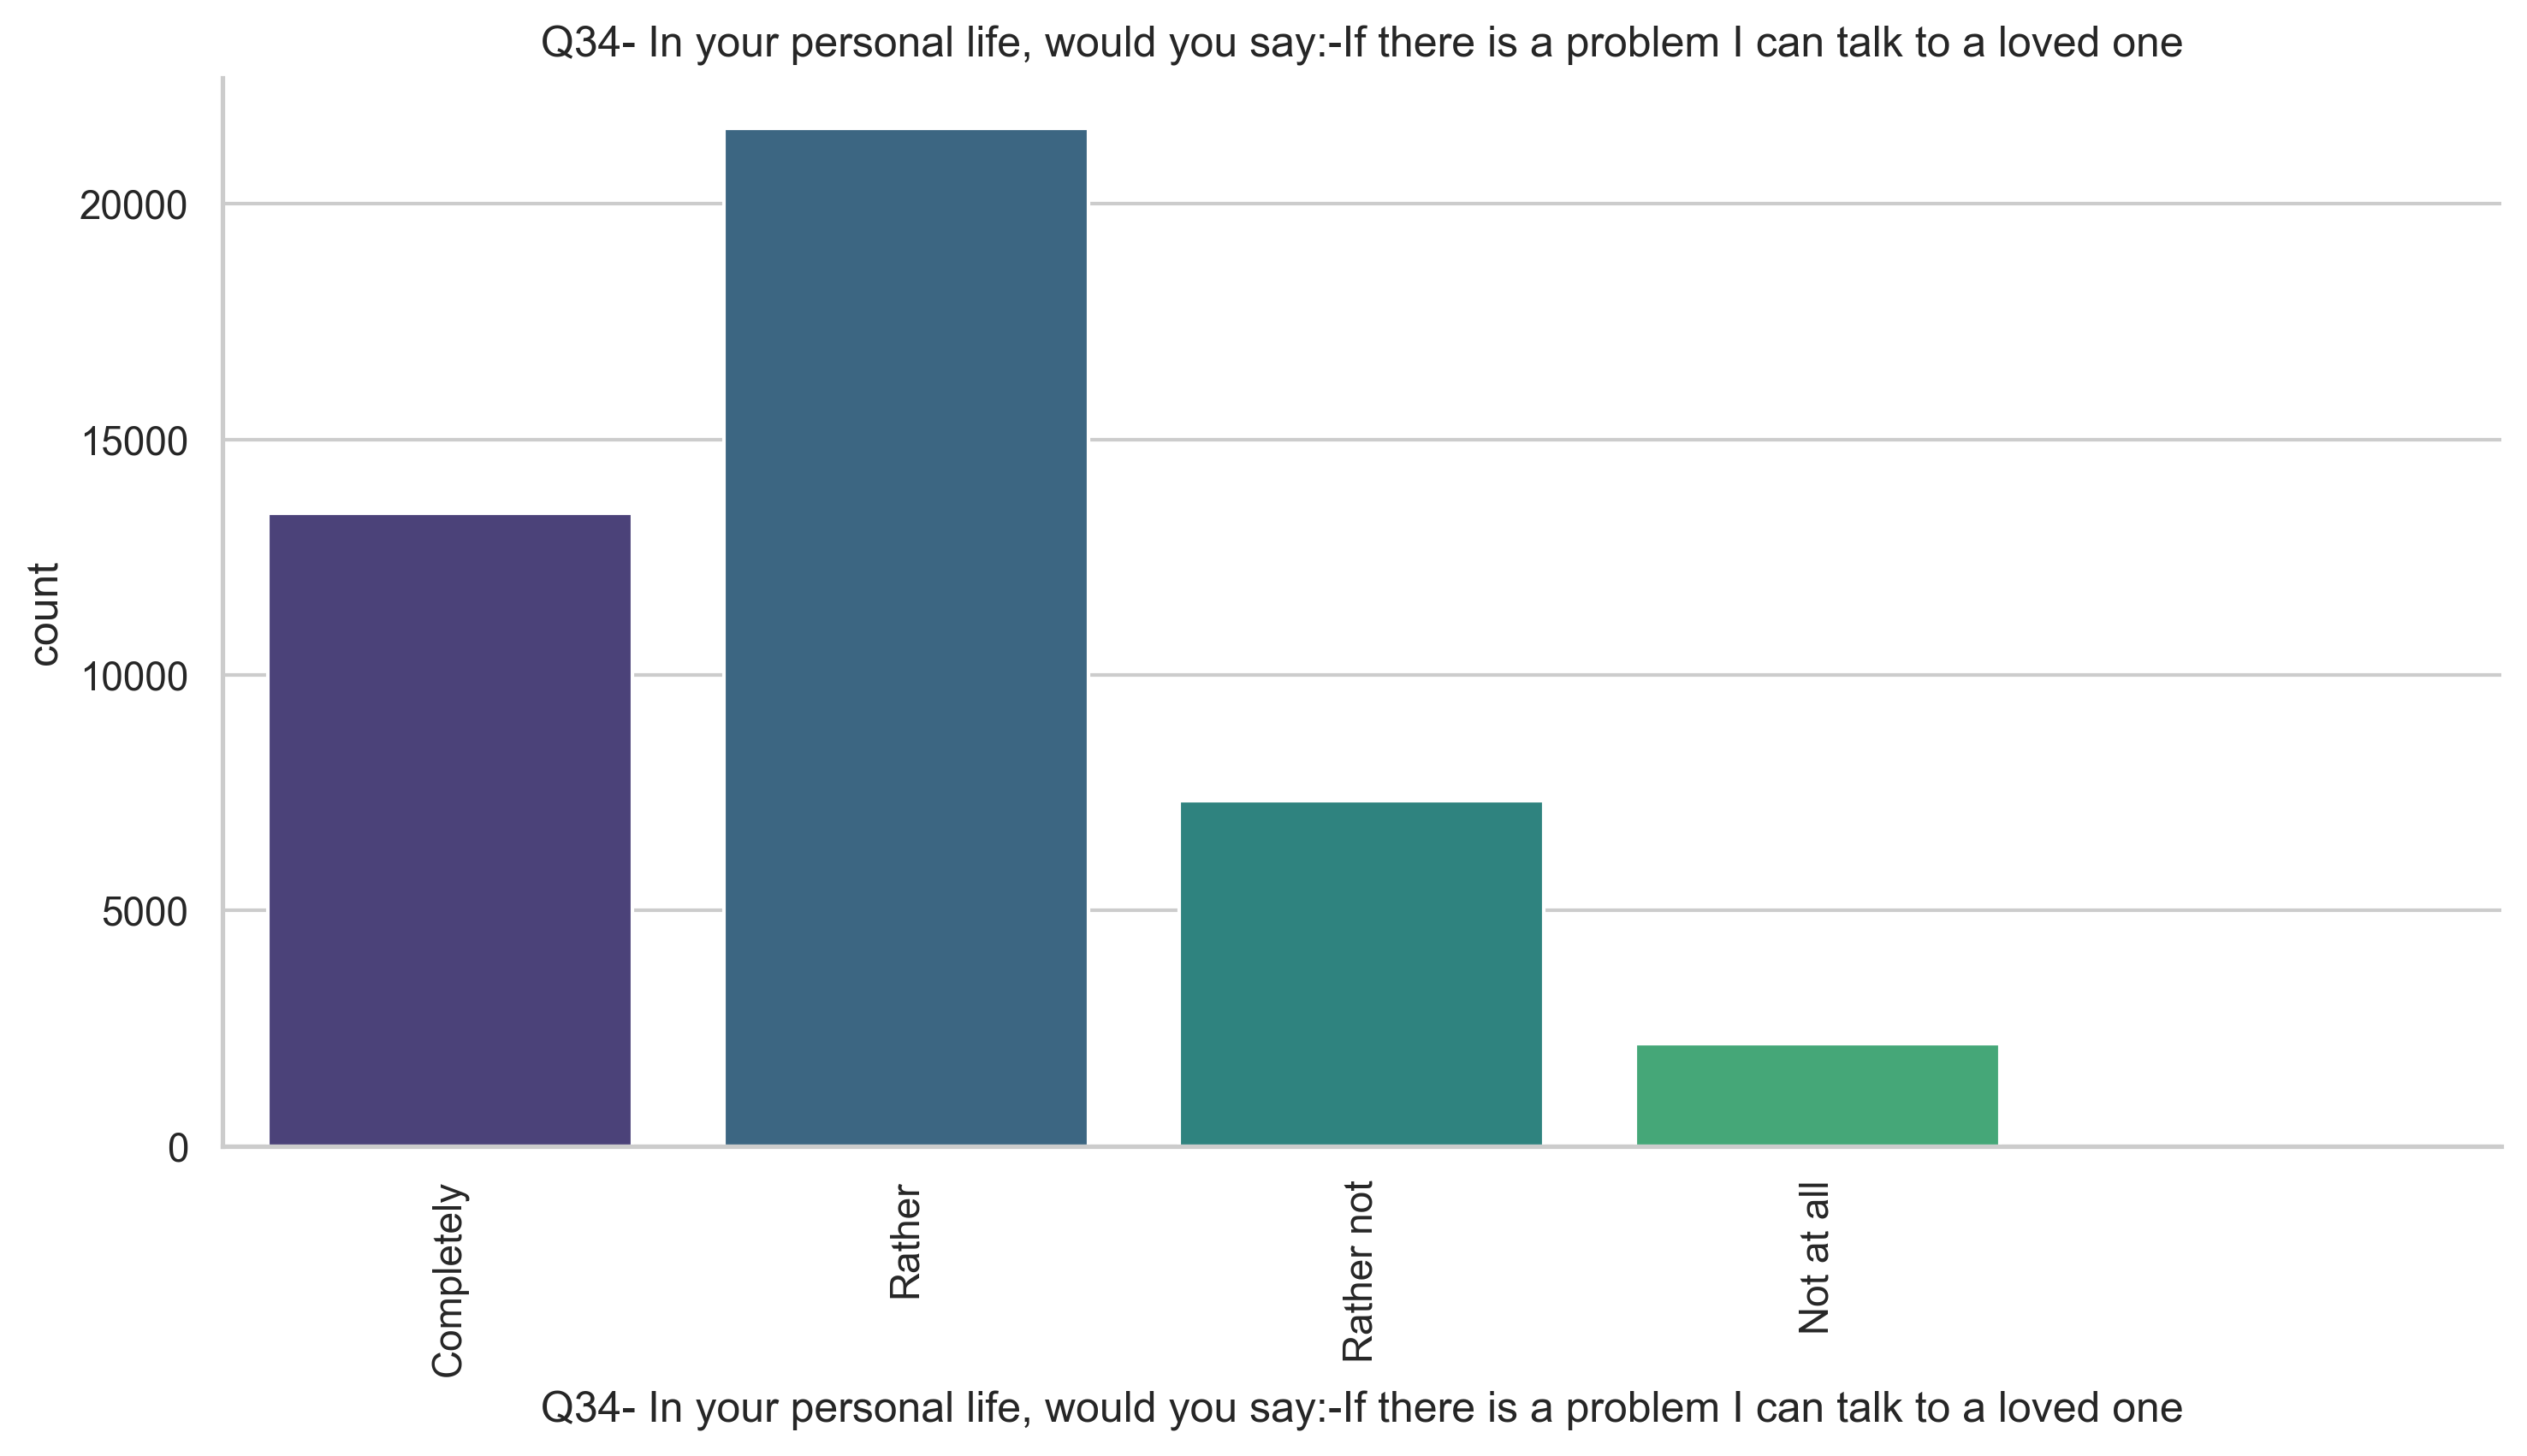 Q34- In your personal life, would you say:-If there is a problem I can talk to a loved one
20000
15000
10000
5000
0
count
Completely
Rather
Rather not
Not at all
Q34- In your personal life, would you say:-If there is a problem I can talk to a loved one